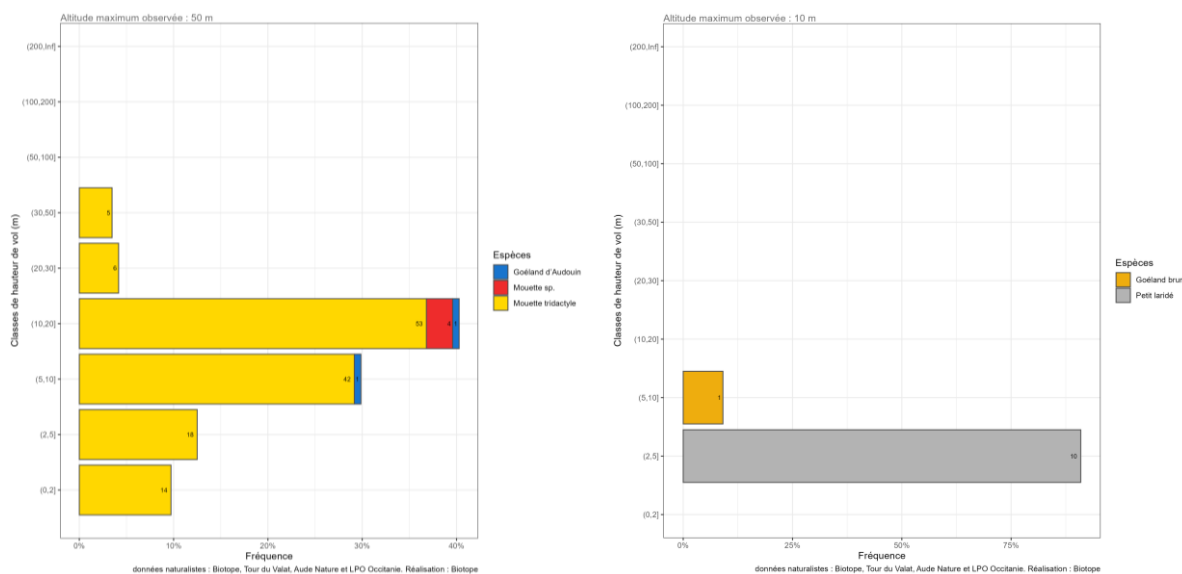 Altitude maximum observée : 50 m
(200,Inf]
(100,200]
(50,100]
(30,50]
(20,30]
(10,20]
(5,10]
(2,5]
(0,2]
Classes de hauteur de vol (m)
5
6
53 4 1
42 1
18
14
0% 10% 20% 30% 40%
Fréquence
données naturalistes : Biotope, Tour du Valat, Aude Nature et LPO Occitanie. Réalisation : Biotope
Espèces
Goéland d'Audouin
Mouette sp.
Mouette tridactyle
Altitude maximum observée : 10 m
(200,Inf]
(100,200]
(50,100]
(30,50]
(20,30]
(10,20]
(5,10]
(2,5]
(0,2]
Classes de hauteur de vol (m)
1
10
0% 25% 50% 75%
Fréquence
données naturalistes : Biotope, Tour du Valat, Aude Nature et LPO Occitanie. Réalisation : Biotope
Espèces
Goéland brun
Petit laridé